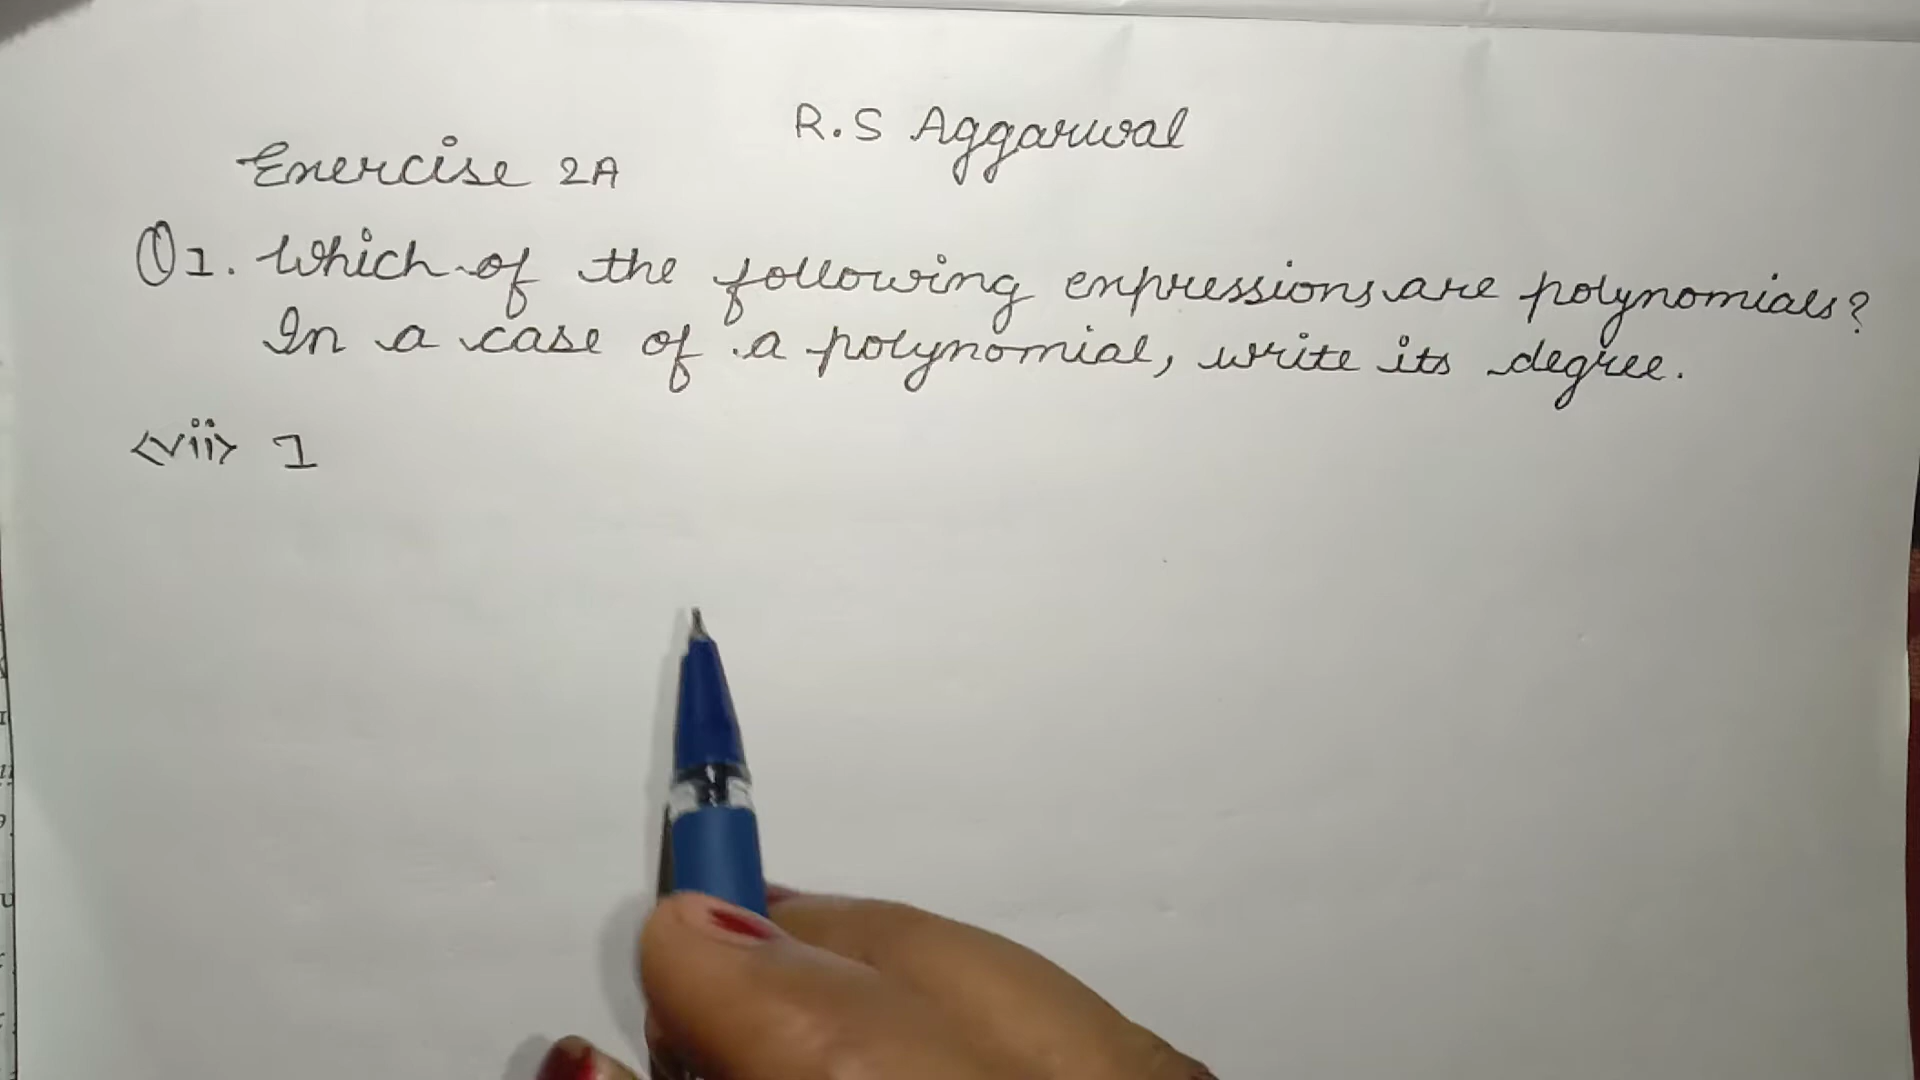 R.S Aggarwal
Exercise 2A
Q1. Which of the following expressions are polynomials?
In a case of a polynomial, write its degree.
<vii> 1